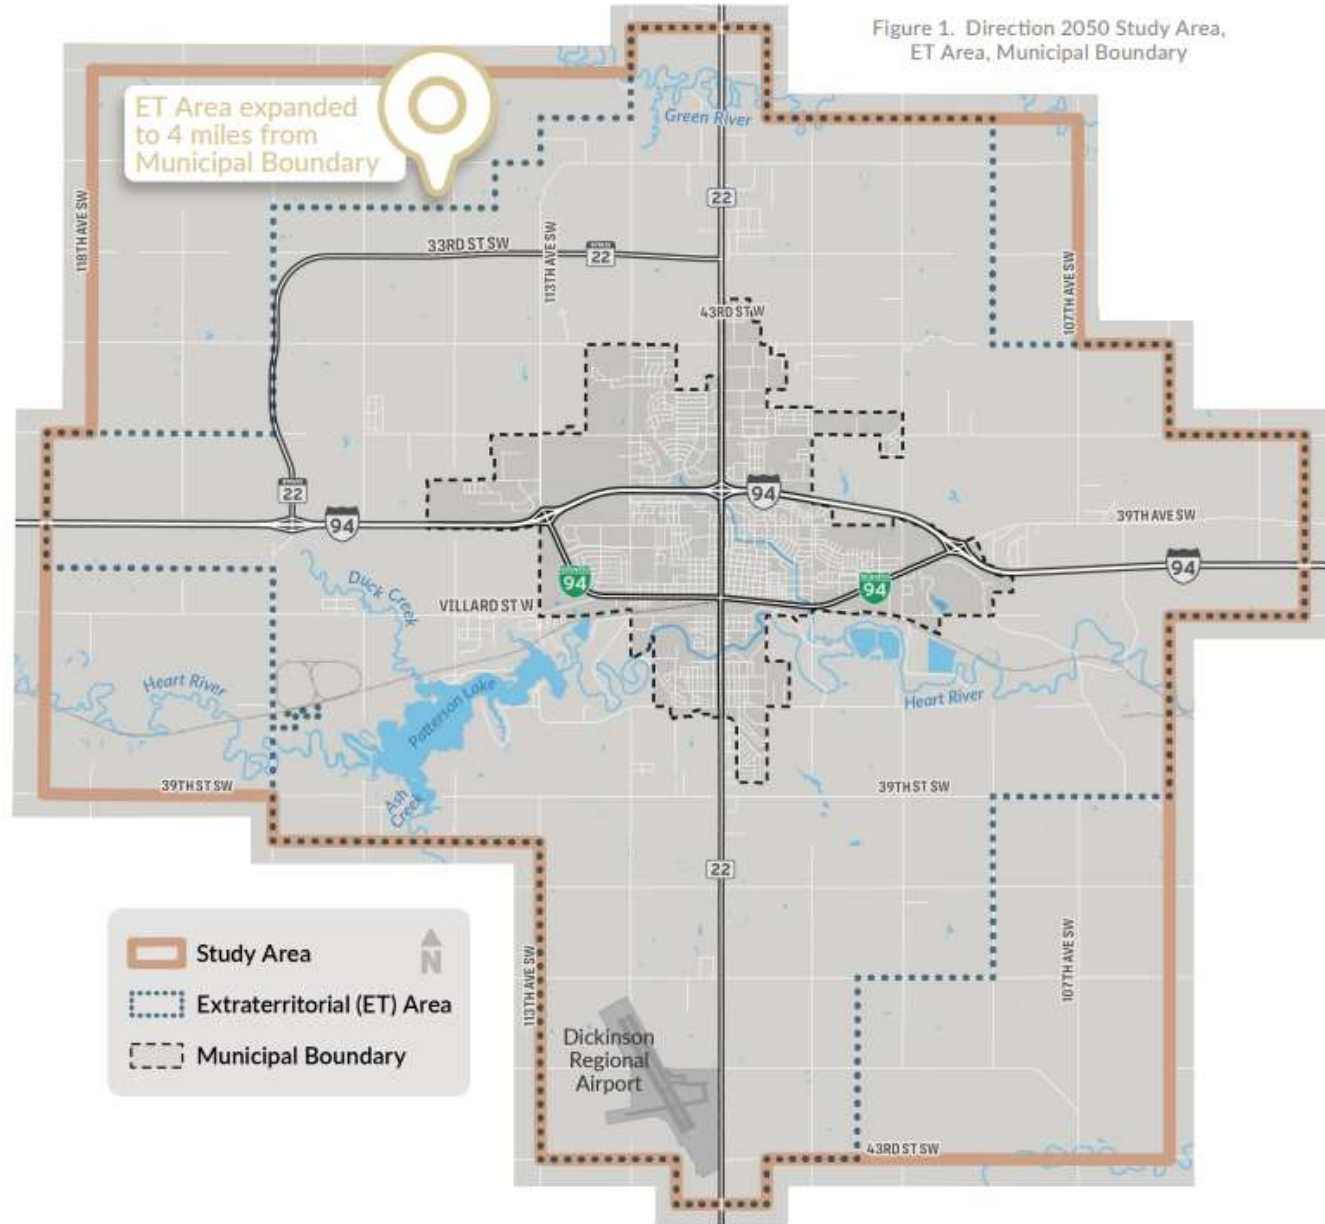 Figure 1. Direction 2050 Study Area,
ET Area, Municipal Boundary
ET Area expanded
to 4 miles from
Municipal Boundary
Green River
22
118TH AVE SW
33RD ST SW
22
113TH AVE SW
107TH AVE SW
43RD ST W
22
94
94
39TH AVE SW
94
94
94
Duck Creek
VILLARD ST W
Heart River
Patterson Lake
Heart River
39TH ST SW
Ash
Creek
39TH ST SW
22
Study Area
N
Extraterritorial (ET) Area
Municipal Boundary
113TH AVE SW
107TH AVE SW
Dickinson
Regional
Airport
43RD ST SW